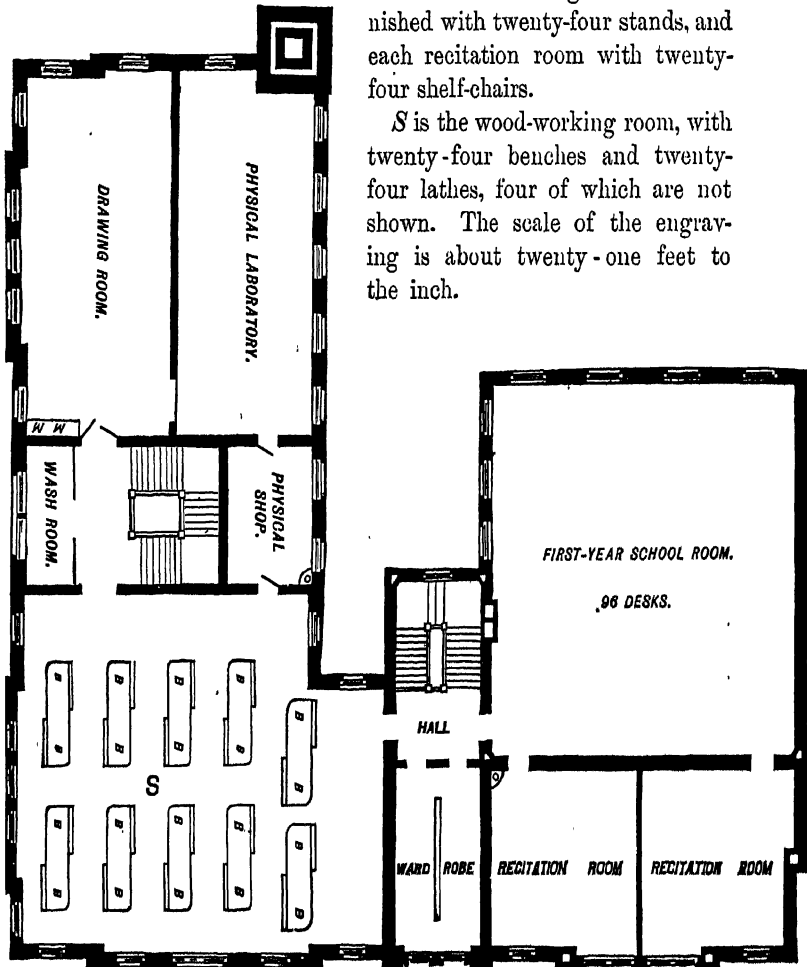 nished with twenty-four stands, and
each recitation room with twenty-
four shelf-chairs.
S is the wood-working room, with
twenty-four benches and twenty-
four lathes, four of which are not
shown. The scale of the engrav-
ing is about twenty-one feet to
the inch.
DRAWING ROOM.
PHYSICAL LABORATORY.
M M
WASH ROOM.
PHYSICAL
SHOP.
FIRST-YEAR SCHOOL ROOM.
96 DESKS.
HALL
B B B B B
B B B B B
S
B B B B B
B B B B B
WARD ROBE
RECITATION ROOM
RECITATION ROOM